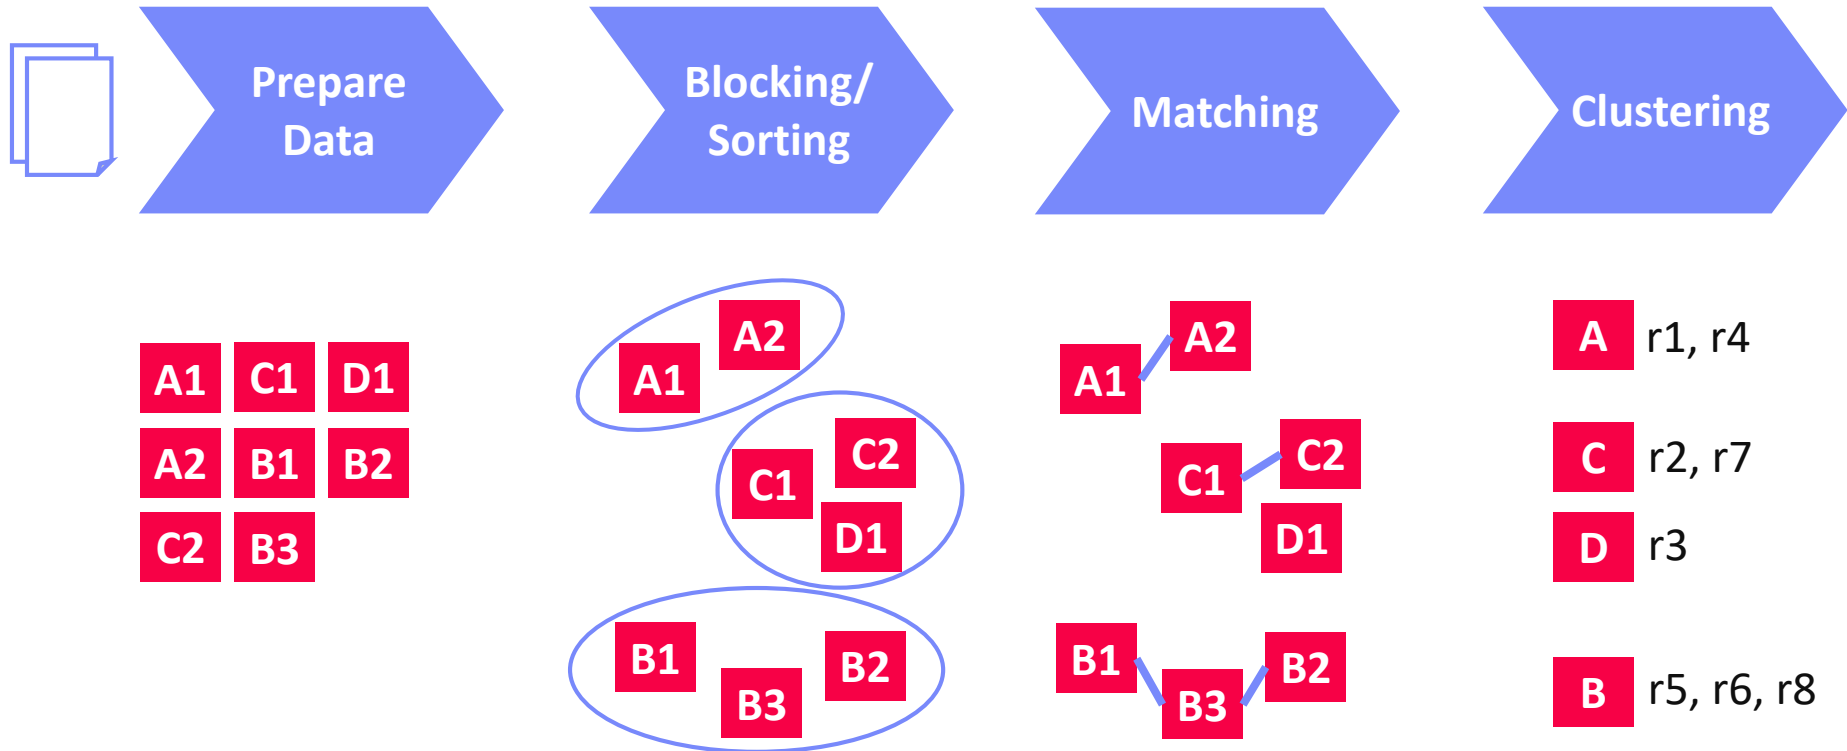 Prepare
Data
Blocking/
Sorting
Matching
Clustering
A1 C1 D1
A2 B1 B2
C2 B3
A2
A1
C2
C1
D1
B1
B2
B3
A2
A1
C2
C1
D1
B1
B2
B3
A r1, r4
C r2, r7
D r3
B r5, r6, r8